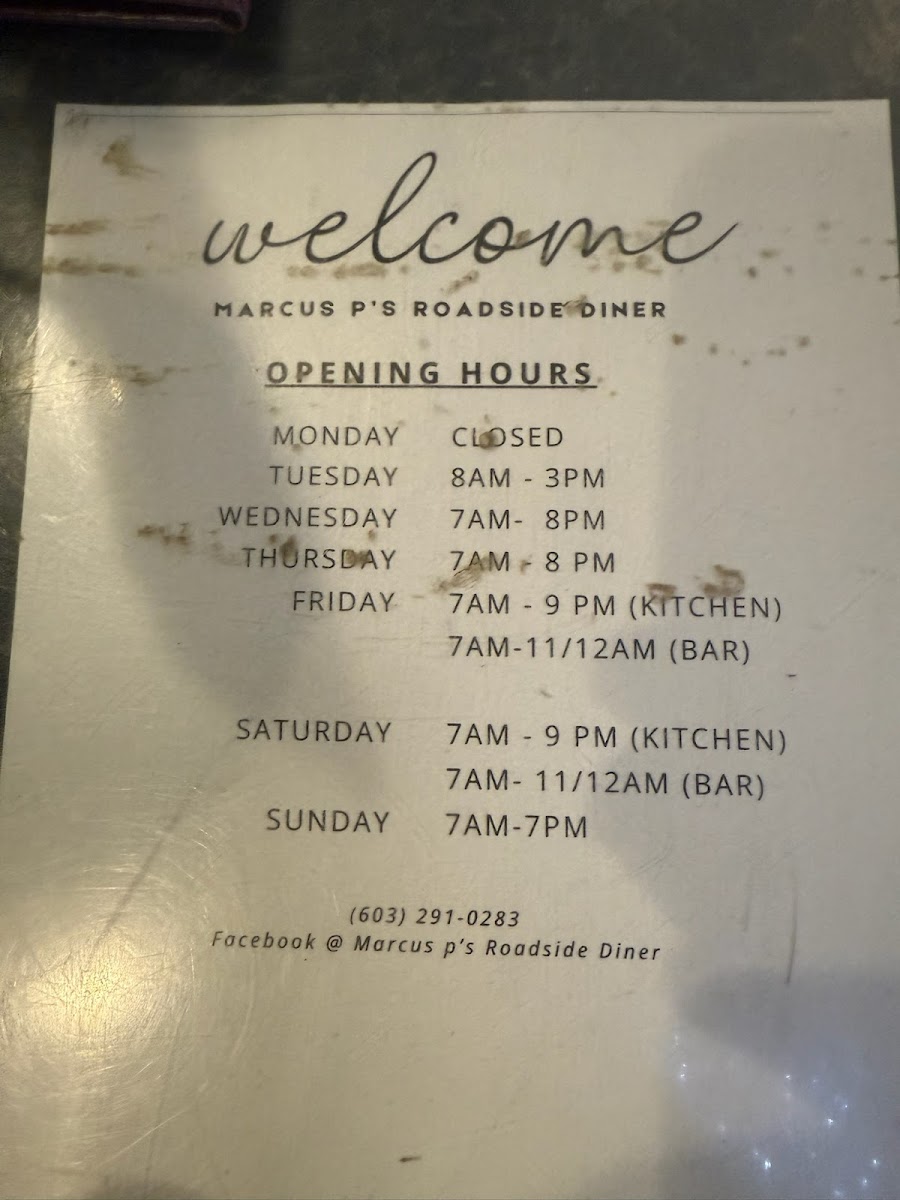 welcome
MARCUS P'S ROADSIDE DINER
OPENING HOURS
MONDAY CLOSED
TUESDAY 8AM - 3PM
WEDNESDAY 7AM- 8PM
THURSDAY 7AM - 8 PM
FRIDAY 7AM - 9 PM (KITCHEN)
7AM-11/12AM (BAR)
SATURDAY 7AM - 9 PM (KITCHEN)
7AM- 11/12AM (BAR)
SUNDAY 7AM-7PM
(603) 291-0283
Facebook @ Marcus p's Roadside Diner